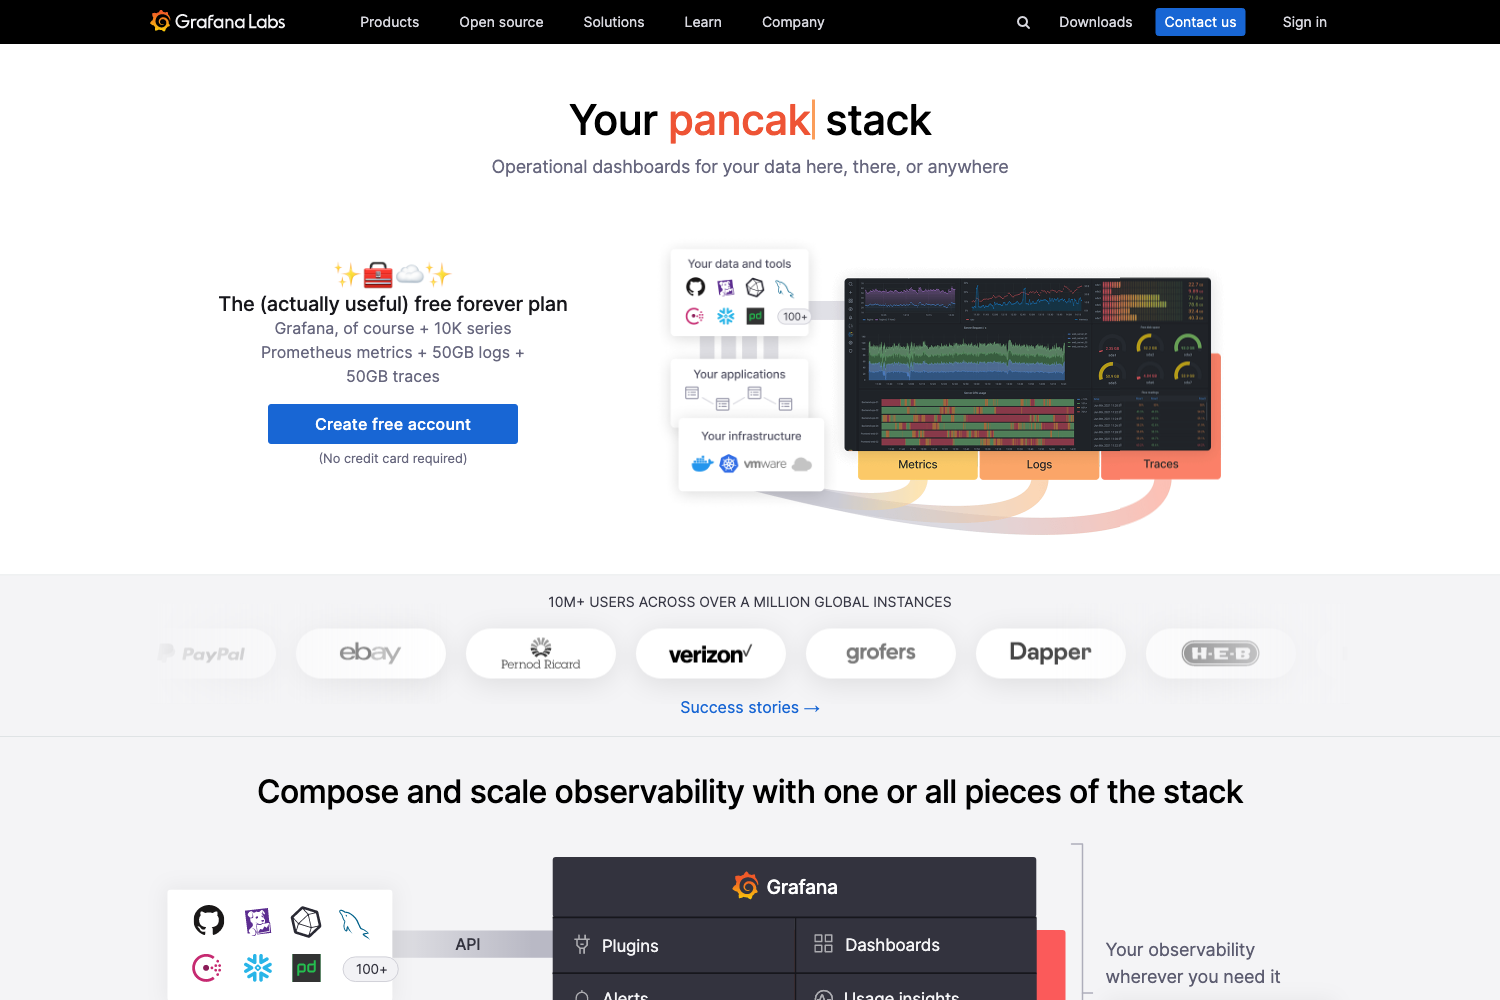 Grafana Labs
Products
Open source
Solutions
Learn
Company
Downloads
Contact us
Sign in
Your pancak stack
Operational dashboards for your data here, there, or anywhere
The (actually useful) free forever plan
Grafana, of course + 10K series
Prometheus metrics + 50GB logs +
50GB traces
Create free account
(No credit card required)
Your data and tools
pd
100+
Your applications
Your infrastructure
vmware
Metrics
Logs
Traces
10M+ USERS ACROSS OVER A MILLION GLOBAL INSTANCES
PayPal
ebay
Pernod Ricard
verizon✓
grofers
Dapper
H-E-B
Success stories →
Compose and scale observability with one or all pieces of the stack
pd
100+
API
Grafana
Plugins
Dashboards
Alerts
Usage insights
Your observability
wherever you need it